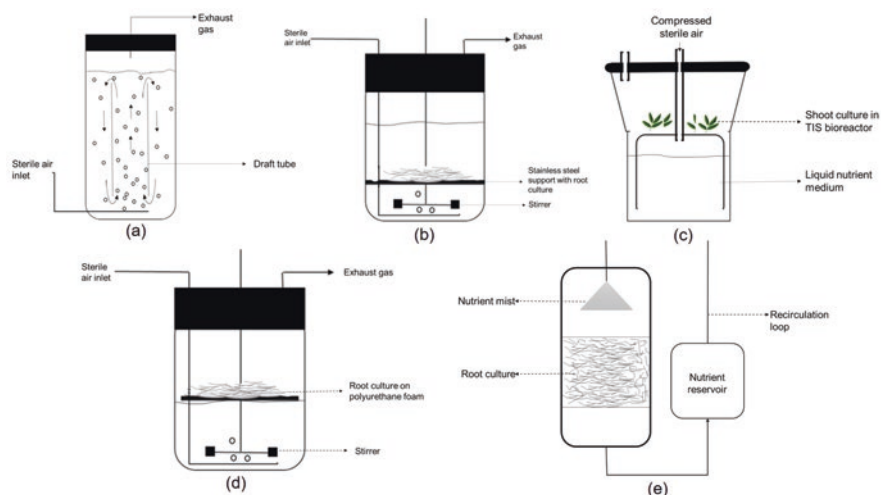 Exhaust
gas
Sterile air
inlet
Draft tube
(a)
Sterile
air inlet
Exhaust
gas
Stainless steel
support with root
culture
Stirrer
(b)
Compressed
sterile air
Shoot culture in
TIS bioreactor
Liquid nutrient
medium
(c)
Sterile
air inlet
Exhaust gas
Root culture on
polyurethane foam
Stirrer
(d)
Nutrient mist
Root culture
Recirculation
loop
Nutrient
reservoir
(e)